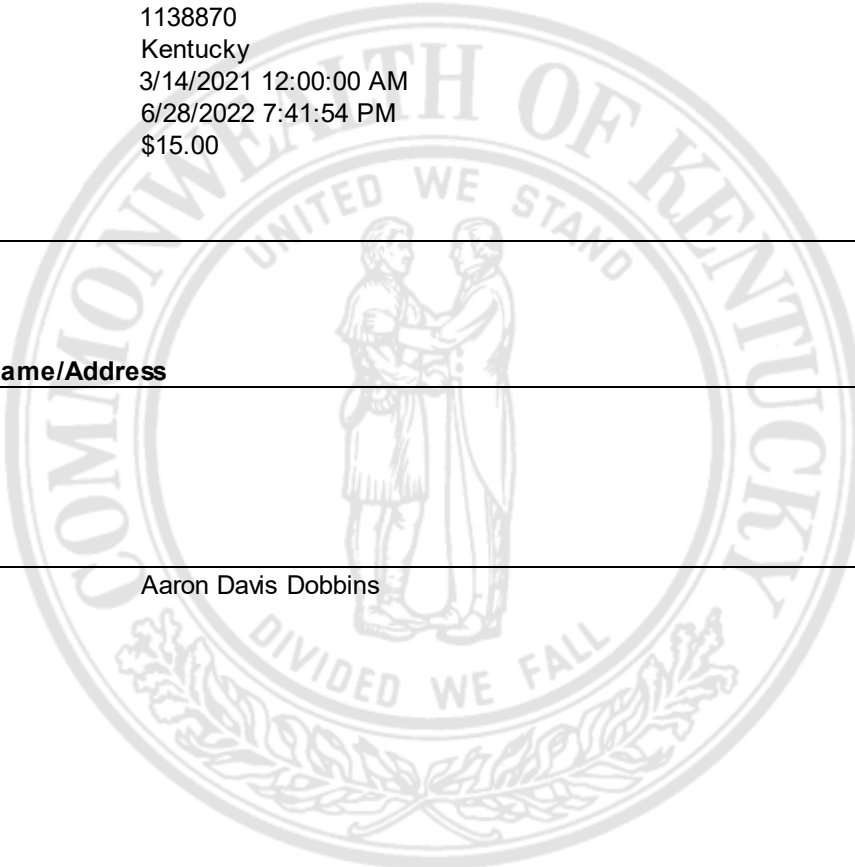 1138870
Kentucky
3/14/2021 12:00:00 AM
6/28/2022 7:41:54 PM
$15.00
COMMONWEALTH OF KENTUCKY
UNITED WE STAND
ame/Address
Aaron Davis Dobbins
DIVIDED WE FALL